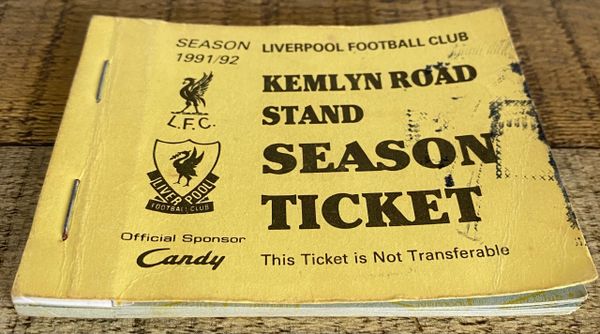 SEASON
1991/92
L.F.C.
LIVERPOOL
FOOTBALL CLUB
Official Sponsor
Candy
LIVERPOOL FOOTBALL CLUB
KEMLYN ROAD
STAND
SEASON
TICKET
This Ticket is Not Transferable